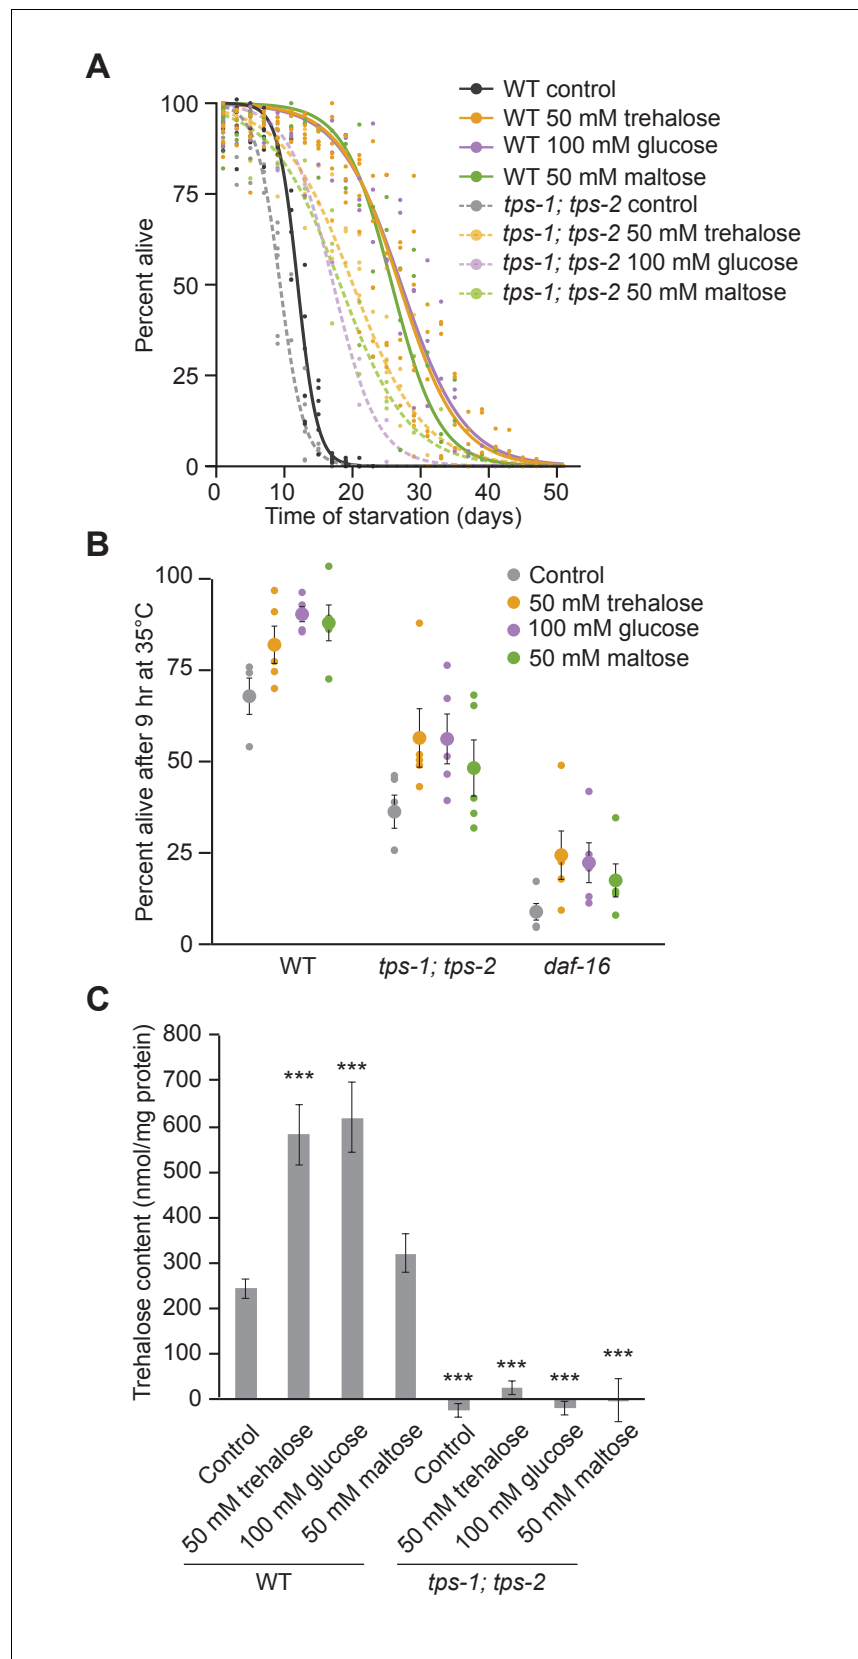 A
WT control
WT 50 mM trehalose
WT 100 mM glucose
WT 50 mM maltose
tps-1; tps-2 control
tps-1; tps-2 50 mM trehalose
tps-1; tps-2 100 mM glucose
tps-1; tps-2 50 mM maltose
Percent alive
100
75
50
25
0
0 10 20 30 40 50
Time of starvation (days)
B
Control
50 mM trehalose
100 mM glucose
50 mM maltose
Percent alive after 9 hr at 35°C
100
75
50
25
0
WT tps-1; tps-2 daf-16
C
Trehalose content (nmol/mg protein)
800
700
600
500
400
300
200
100
0
*** ***
*** *** *** ***
Control
50 mM trehalose
100 mM glucose
50 mM maltose
Control
50 mM trehalose
100 mM glucose
50 mM maltose
WT tps-1; tps-2